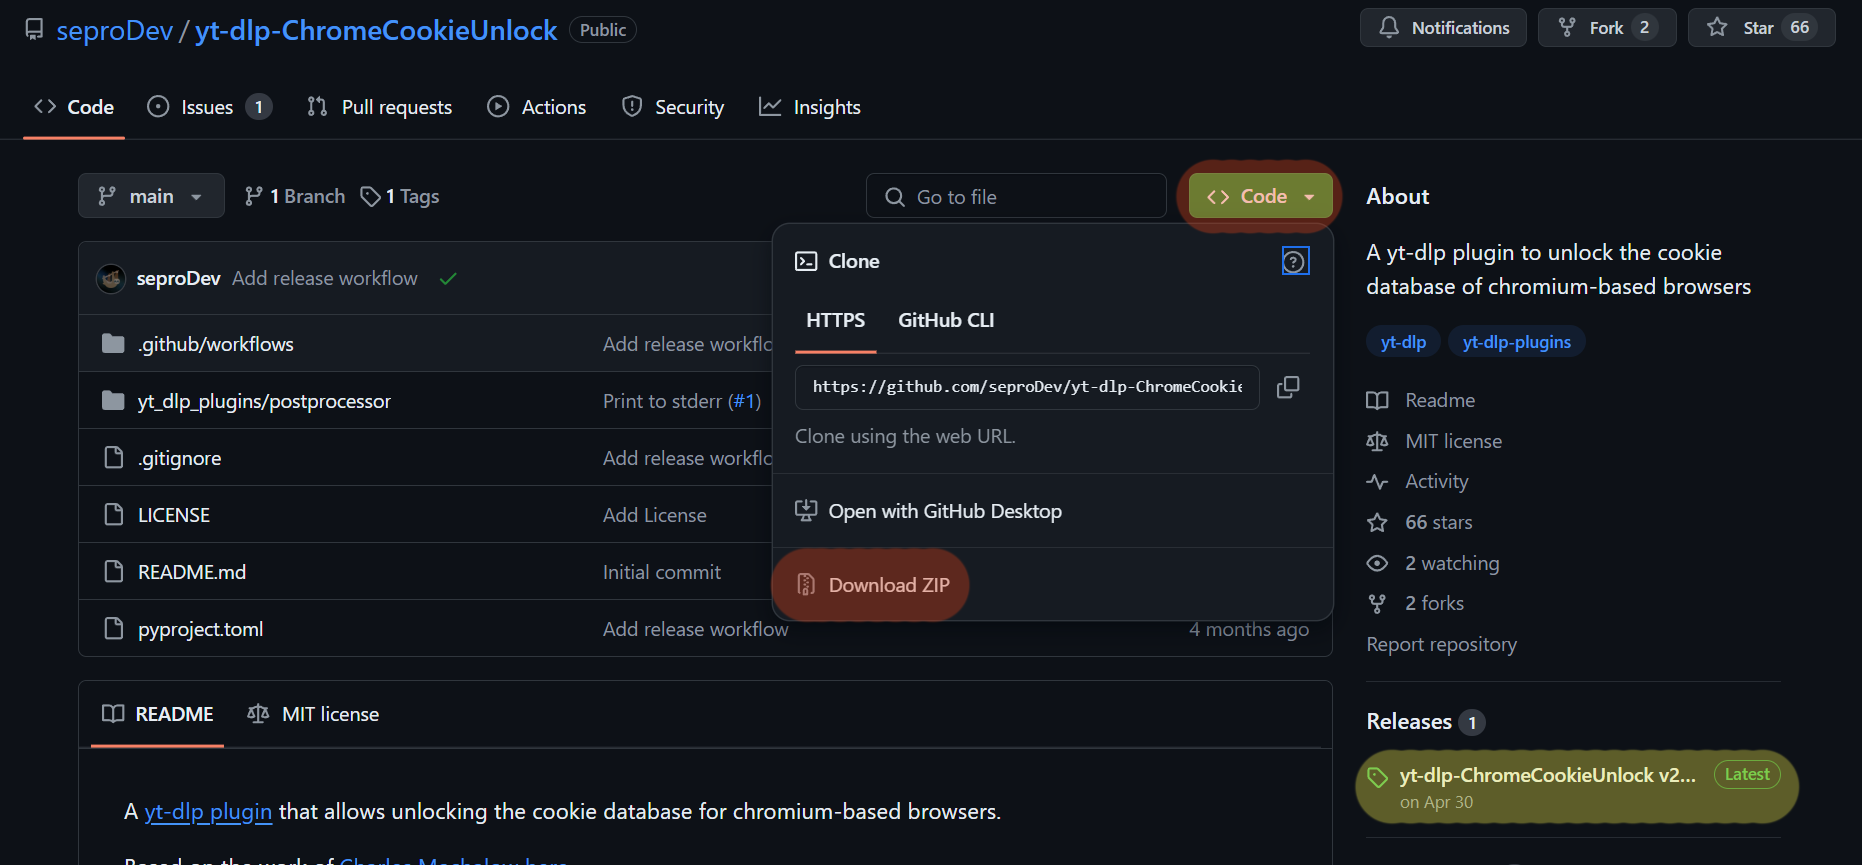 seproDev / yt-dlp-ChromeCookieUnlock Public
Notifications Fork 2 Star 66
Code Issues 1 Pull requests Actions Security Insights
main 1 Branch 1 Tags Go to file Code
seproDev Add release workflow
.github/workflows Add release workflo
yt_dlp_plugins/postprocessor Print to stderr (#1)
.gitignore Add release workflo
LICENSE Add License
README.md Initial commit
pyproject.toml Add release workflow 4 months ago
Clone
HTTPS GitHub CLI
https://github.com/seproDev/yt-dlp-ChromeCookie
Clone using the web URL.
Open with GitHub Desktop
Download ZIP
README MIT license
A yt-dlp plugin that allows unlocking the cookie database for chromium-based browsers.
About
A yt-dlp plugin to unlock the cookie
database of chromium-based browsers
yt-dlp yt-dlp-plugins
Readme
MIT license
Activity
66 stars
2 watching
2 forks
Report repository
Releases 1
yt-dlp-ChromeCookieUnlock v2... Latest
on Apr 30